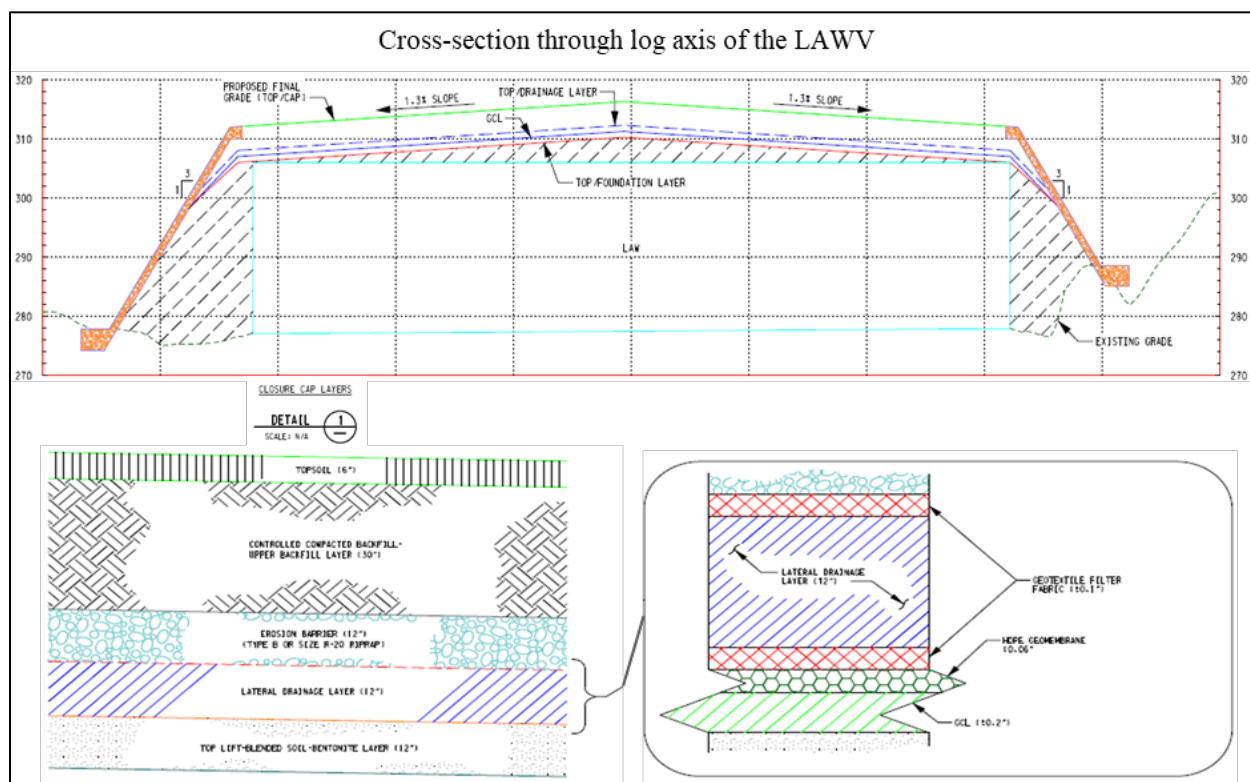 Cross-section through log axis of the LAWV
320
320
PROPOSED FINAL
GRADE (TOP/CAP)
1.3% SLOPE
TOP/DRAINAGE LAYER
1.3% SLOPE
GCL
310
310
TOP/FOUNDATION LAYER
3
1
3
1
300
300
LAW
290
290
280
280
EXISTING GRADE
270
270
CLOSURE CAP LAYERS
DETAIL 1
SCALE: N/A
TOPSOIL (6")
CONTROLLED COMPACTED BACKFILL-
UPPER BACKFILL LAYER (30")
EROSION BARRIER (12")
(TYPE B OR SIZE R-20 RIPRAP)
LATERAL DRAINAGE LAYER (12")
TOP LIFT-BLENDED SOIL-BENTONITE LAYER (12")
LATERAL DRAINAGE
LAYER (12")
GEOTEXTILE FILTER
FABRIC (±0.1")
HDPE GEOMEMBRANE
±0.06"
GCL (±0.2")